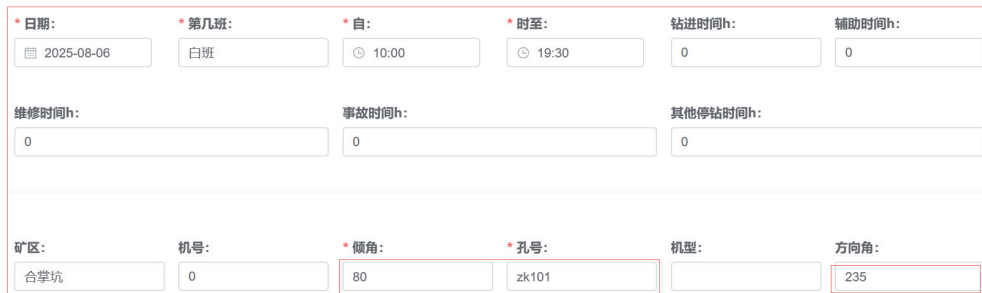 * 日期: * 第几班: * 自: * 时至: 钻进时间h: 辅助时间h:
2025-08-06 白班 10:00 19:30 0 0
维修时间h: 事故时间h: 其他停钻时间h:
0 0 0
矿区: 机号: * 倾角: * 孔号: 机型: 方向角:
合掌坑 0 80 zk101 235